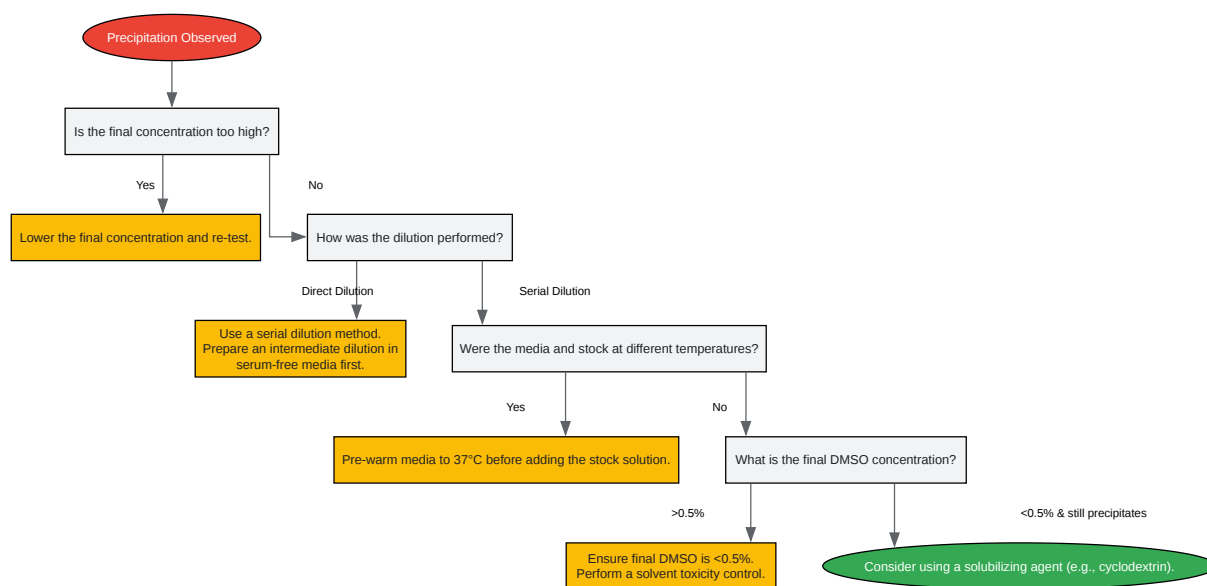 Precipitation Observed
Is the final concentration too high?
Yes
No
Lower the final concentration and re-test.
How was the dilution performed?
Direct Dilution
Serial Dilution
Use a serial dilution method.
Prepare an intermediate dilution in
serum-free media first.
Were the media and stock at different temperatures?
Yes
No
Pre-warm media to 37°C before adding the stock solution.
What is the final DMSO concentration?
>0.5%
<0.5% & still precipitates
Ensure final DMSO is <0.5%.
Perform a solvent toxicity control.
Consider using a solubilizing agent (e.g., cyclodextrin).